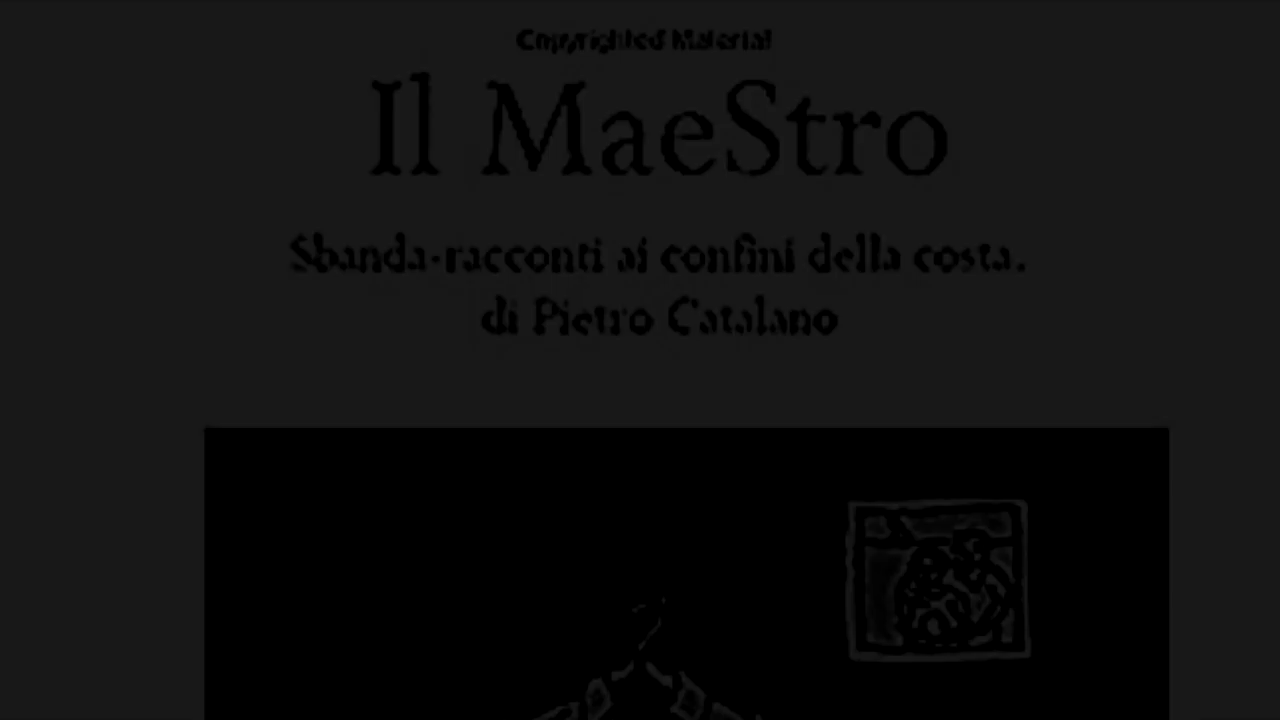 Copyrighted Material
Il MaeStro
Sbanda-racconti ai confini della costa.
di Pietro Catalano